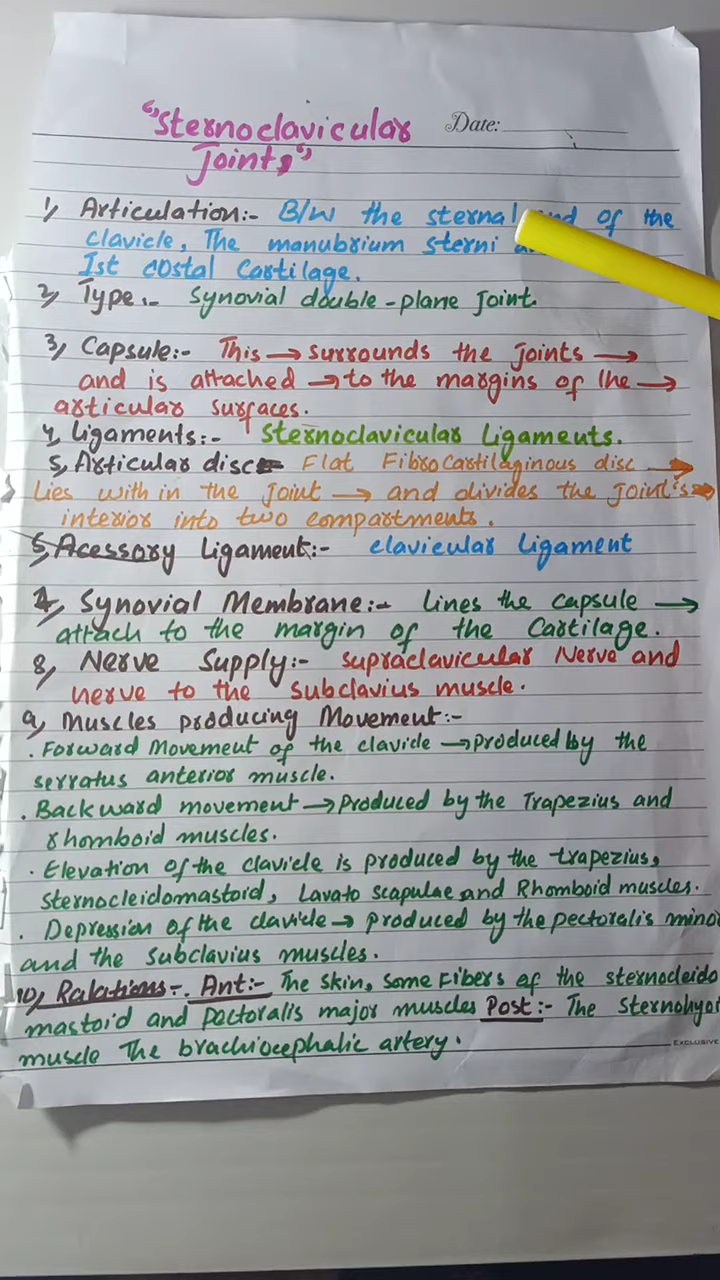 "Sternoclavicular Date:
Joints"
1, Articulation:- B/W the sternal end of the
clavicle, The manubrium sterni
Ist costal Cartilage.
2, Type:- Synovial double-plane Joint.
3, Capsule:- This → surrounds the joints →
and is attached → to the margins of the →
articular surfaces.
4, Ligaments:- Sternoclavicular Ligaments.
5, Articular disc:- Flat Fibrocartilaginous disc →
Lies with in the Joint → and divides the joint's →
interior into two compartments.
5, Acessory Ligament:- clavicular ligament
7, Synovial Membrane:- Lines the capsule →
attach to the margin of the Cartilage.
8, Nerve Supply:- supraclavicular Nerve and
nerve to the subclavius muscle.
9, Muscles producing Movement:-
. Forward Movement of the clavicle → produced by the
serratus anterior muscle.
. Backward movement → Produced by the Trapezius and
rhomboid muscles.
. Elevation of the clavicle is produced by the trapezius,
Sternocleidomastoid, Lavato scapulae and Rhomboid muscles.
. Depression of the clavicle → produced by the pectoralis minor
and the subclavius muscles.
10, Ralations:- Ant:- The skin, some Fibers of the sternocleido
mastoid and pectoralis major muscles Post:- The Sternohyoi
muscle The brachiocephalic artery.
EXCLUSIVE